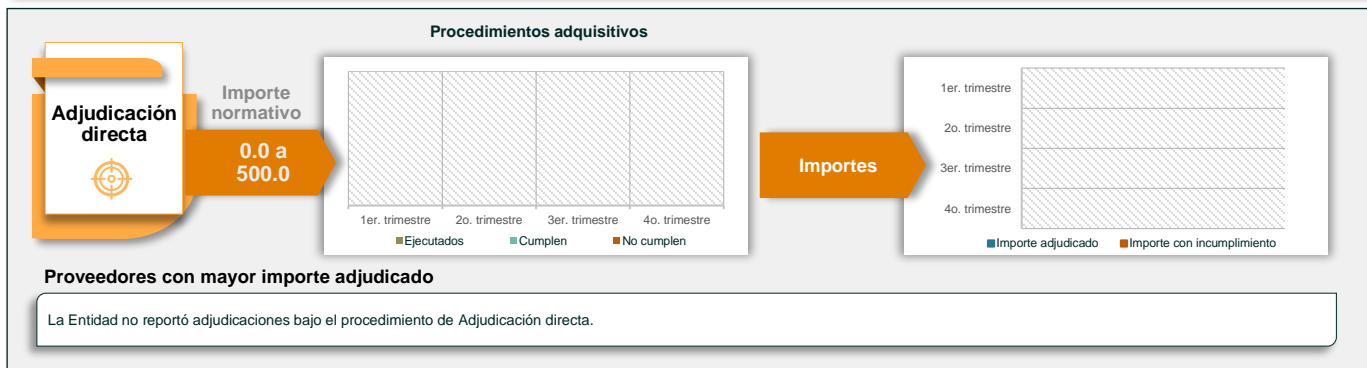 Procedimientos adquisitivos
Adjudicación
directa
Importe
normativo
0.0 a
500.0
1er. trimestre 2o. trimestre 3er. trimestre 4o. trimestre
Ejecutados Cumplen No cumplen
Importes
1er. trimestre
2o. trimestre
3er. trimestre
4o. trimestre
Importe adjudicado Importe con incumplimiento
Proveedores con mayor importe adjudicado
La Entidad no reportó adjudicaciones bajo el procedimiento de Adjudicación directa.